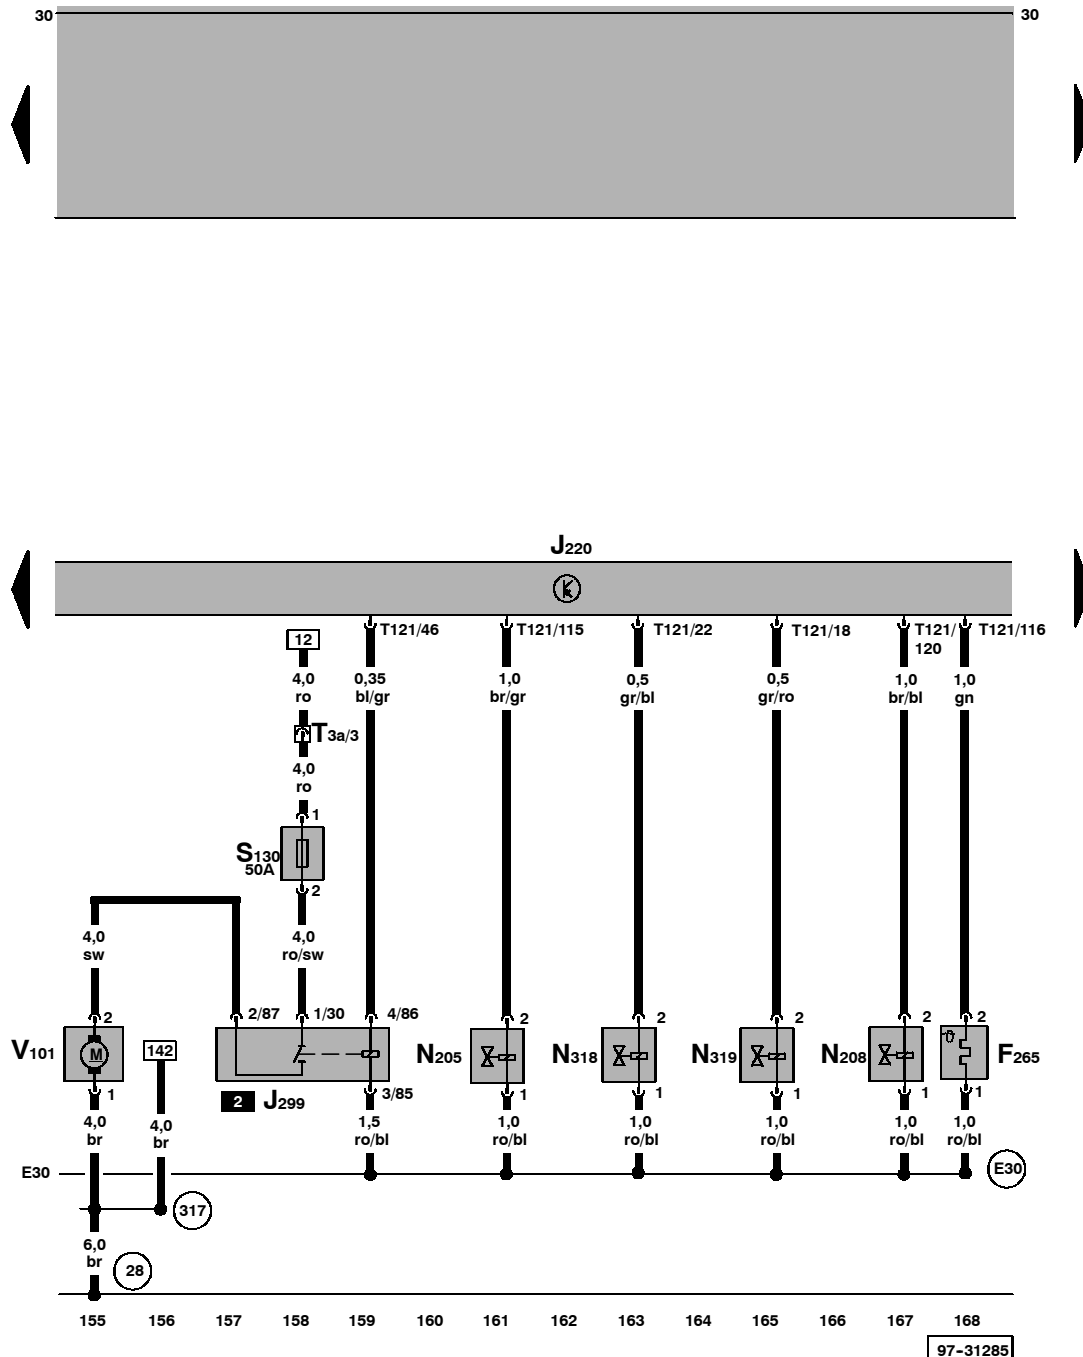 30 30
J220
12 T121/46 T121/115 T121/22 T121/18 T121/ T121/116
120
4,0 0,35 1,0 0,5 0,5 1,0 1,0
ro bl/gr br/gr gr/bl gr/ro br/bl gn
T3a/3
4,0
ro
1
S130
50A
2
4,0 4,0
sw ro/sw
2 2/87 1/30 4/86 2 2 2 2 2
V101 M 142 N205 N318 N319 N208 F265
1 3/85 1 1 1 1 1
2 J299
4,0 4,0 1,5 1,0 1,0 1,0 1,0 1,0
br br ro/bl ro/bl ro/bl ro/bl ro/bl ro/bl
E30 E30
317
6,0
br 28
155 156 157 158 159 160 161 162 163 164 165 166 167 168
97-31285